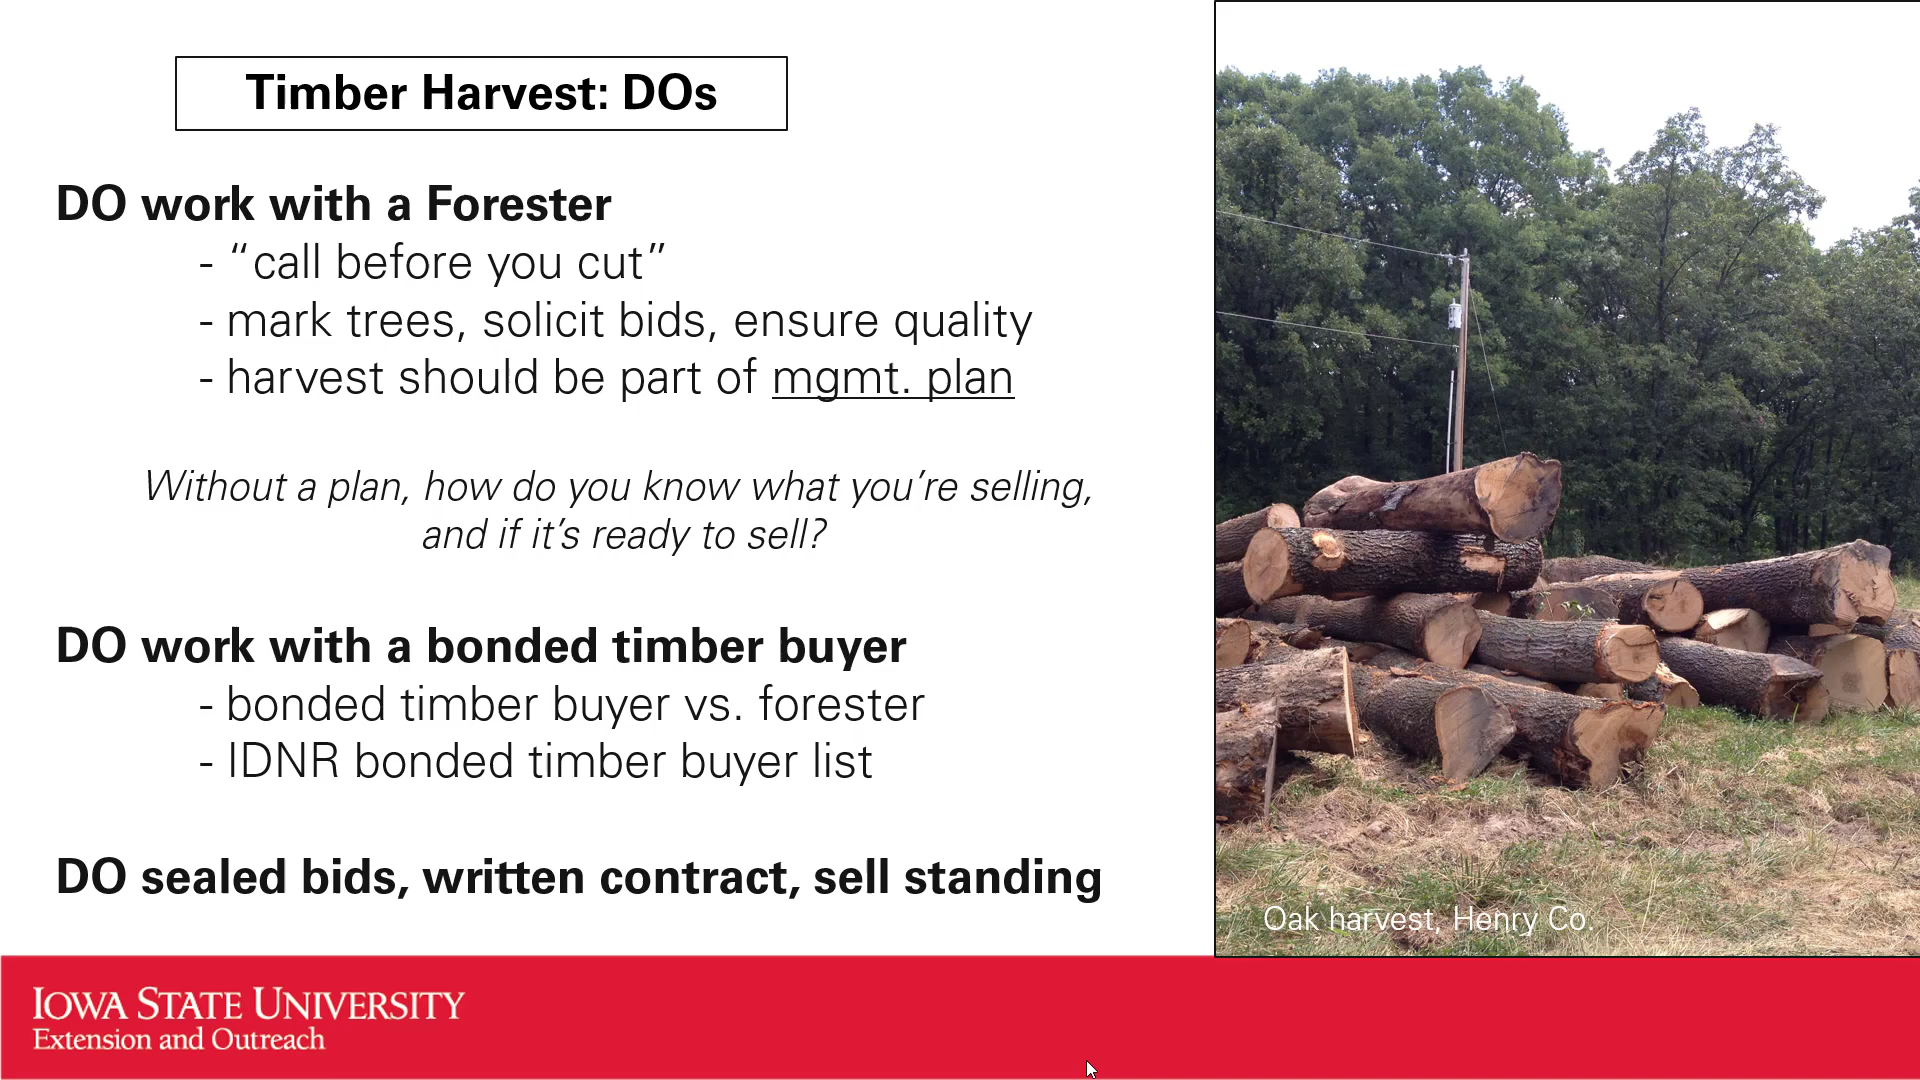 Timber Harvest: DOs
DO work with a Forester
- “call before you cut”
- mark trees, solicit bids, ensure quality
- harvest should be part of mgmt. plan
Without a plan, how do you know what you’re selling,
and if it’s ready to sell?
DO work with a bonded timber buyer
- bonded timber buyer vs. forester
- IDNR bonded timber buyer list
DO sealed bids, written contract, sell standing
Oak harvest, Henry Co.
IOWA STATE UNIVERSITY
Extension and Outreach